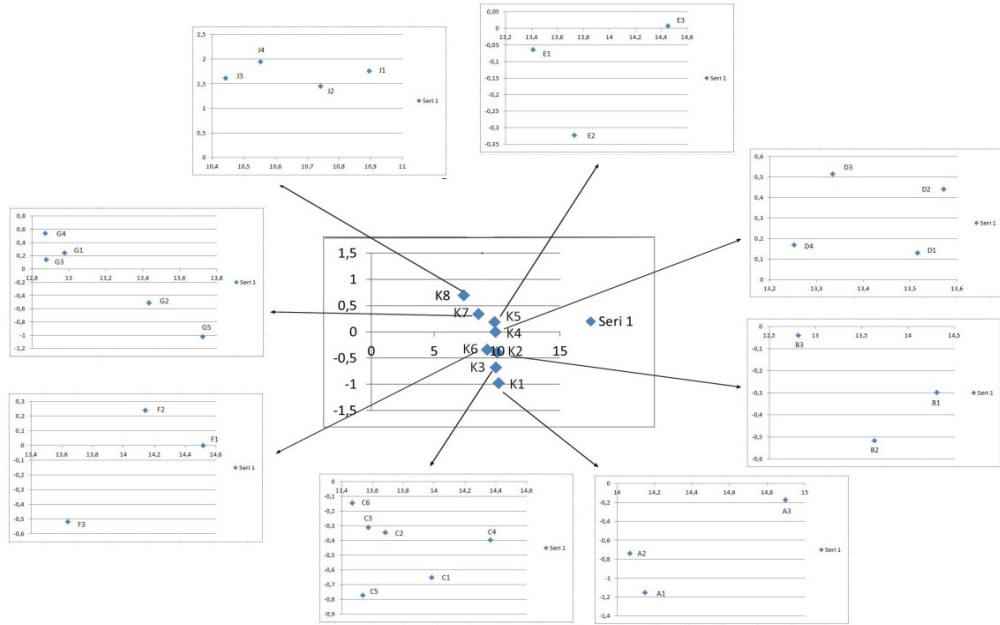 2,5
2
1,5
1
0,5
0
J4
J3
J2
J1
10,4 10,5 10,6 10,7 10,8 10,9 11
Seri 1
0,05
0
-0,05
-0,1
-0,15
-0,2
-0,25
-0,3
-0,35
13,2 13,4 13,6 13,8 14 14,2 14,4 14,6
E3
E1
E2
Seri 1
0,6
0,5
0,4
0,3
0,2
0,1
0
D3
D2
D4
D1
13,2 13,3 13,4 13,5 13,6
Seri 1
0,8
0,6
0,4
0,2
0
-0,2
-0,4
-0,6
-0,8
-1
-1,2
G4
G1
G3
12,8 13 13,2 13,4 13,6 13,8
G2
G5
Seri 1
1,5
1
0,5
0
-0,5
-1
-1,5
K8
K7
K5
K4
0 5 10 15
K6
K2
K3
K1
Seri 1
0
-0,1
-0,2
-0,3
-0,4
-0,5
-0,6
12,5 13 13,5 14 14,5
B3
B1
B2
Seri 1
0,3
0,2
0,1
0
-0,1
-0,2
-0,3
-0,4
-0,5
-0,6
F2
F1
13,4 13,6 13,8 14 14,2 14,4 14,6
F3
Seri 1
0
-0,1
-0,2
-0,3
-0,4
-0,5
-0,6
-0,7
-0,8
-0,9
13,4 13,6 13,8 14 14,2 14,4 14,6
C6
C3
C2
C4
C1
C5
Seri 1
0
-0,2
-0,4
-0,6
-0,8
-1
-1,2
-1,4
14 14,2 14,4 14,6 14,8 15
A3
A2
A1
Seri 1